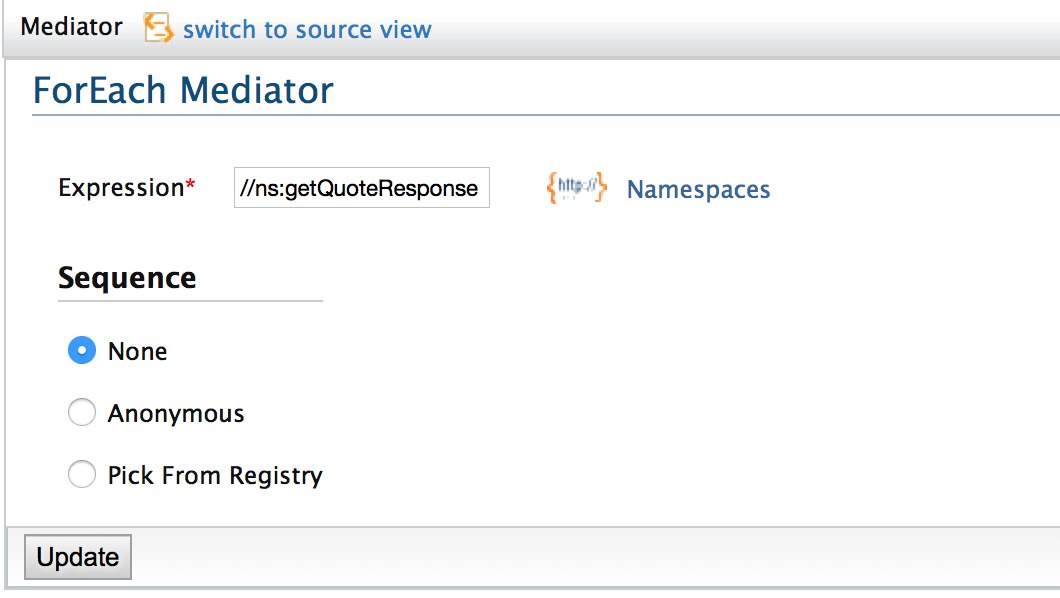 Mediator switch to source view
ForEach Mediator
Expression* //ns:getQuoteResponse {http://} Namespaces
Sequence
None
Anonymous
Pick From Registry
Update